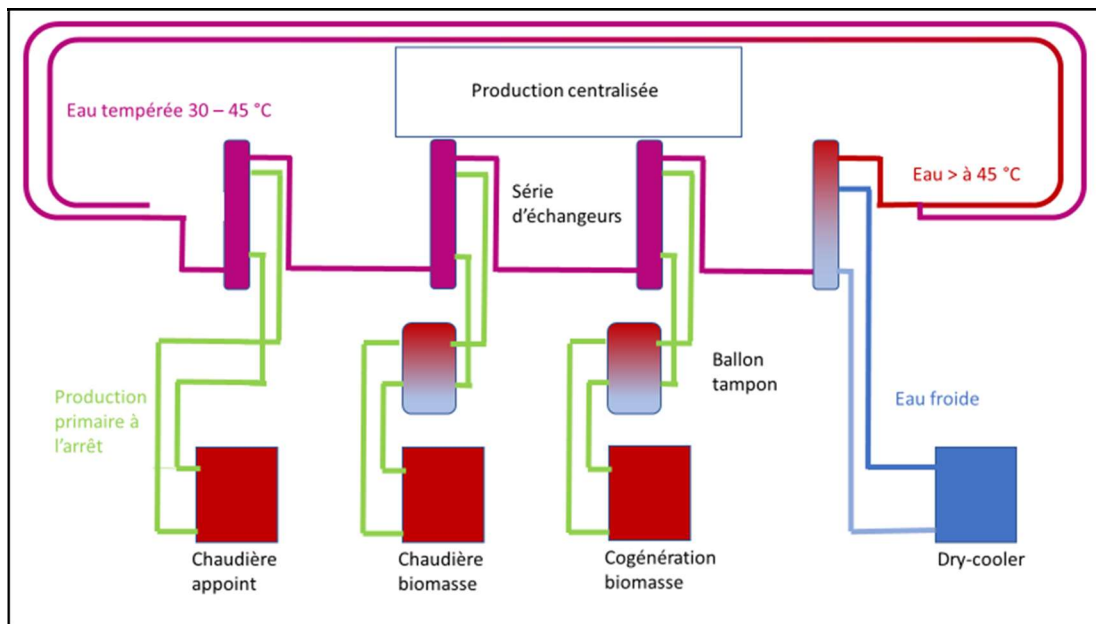 Production centralisée
Eau tempérée 30 – 45 °C
Eau > à 45 °C
Série
d’échangeurs
Ballon
tampon
Production
primaire à
l’arrêt
Eau froide
Chaudière
appoint
Chaudière
biomasse
Cogénération
biomasse
Dry-cooler